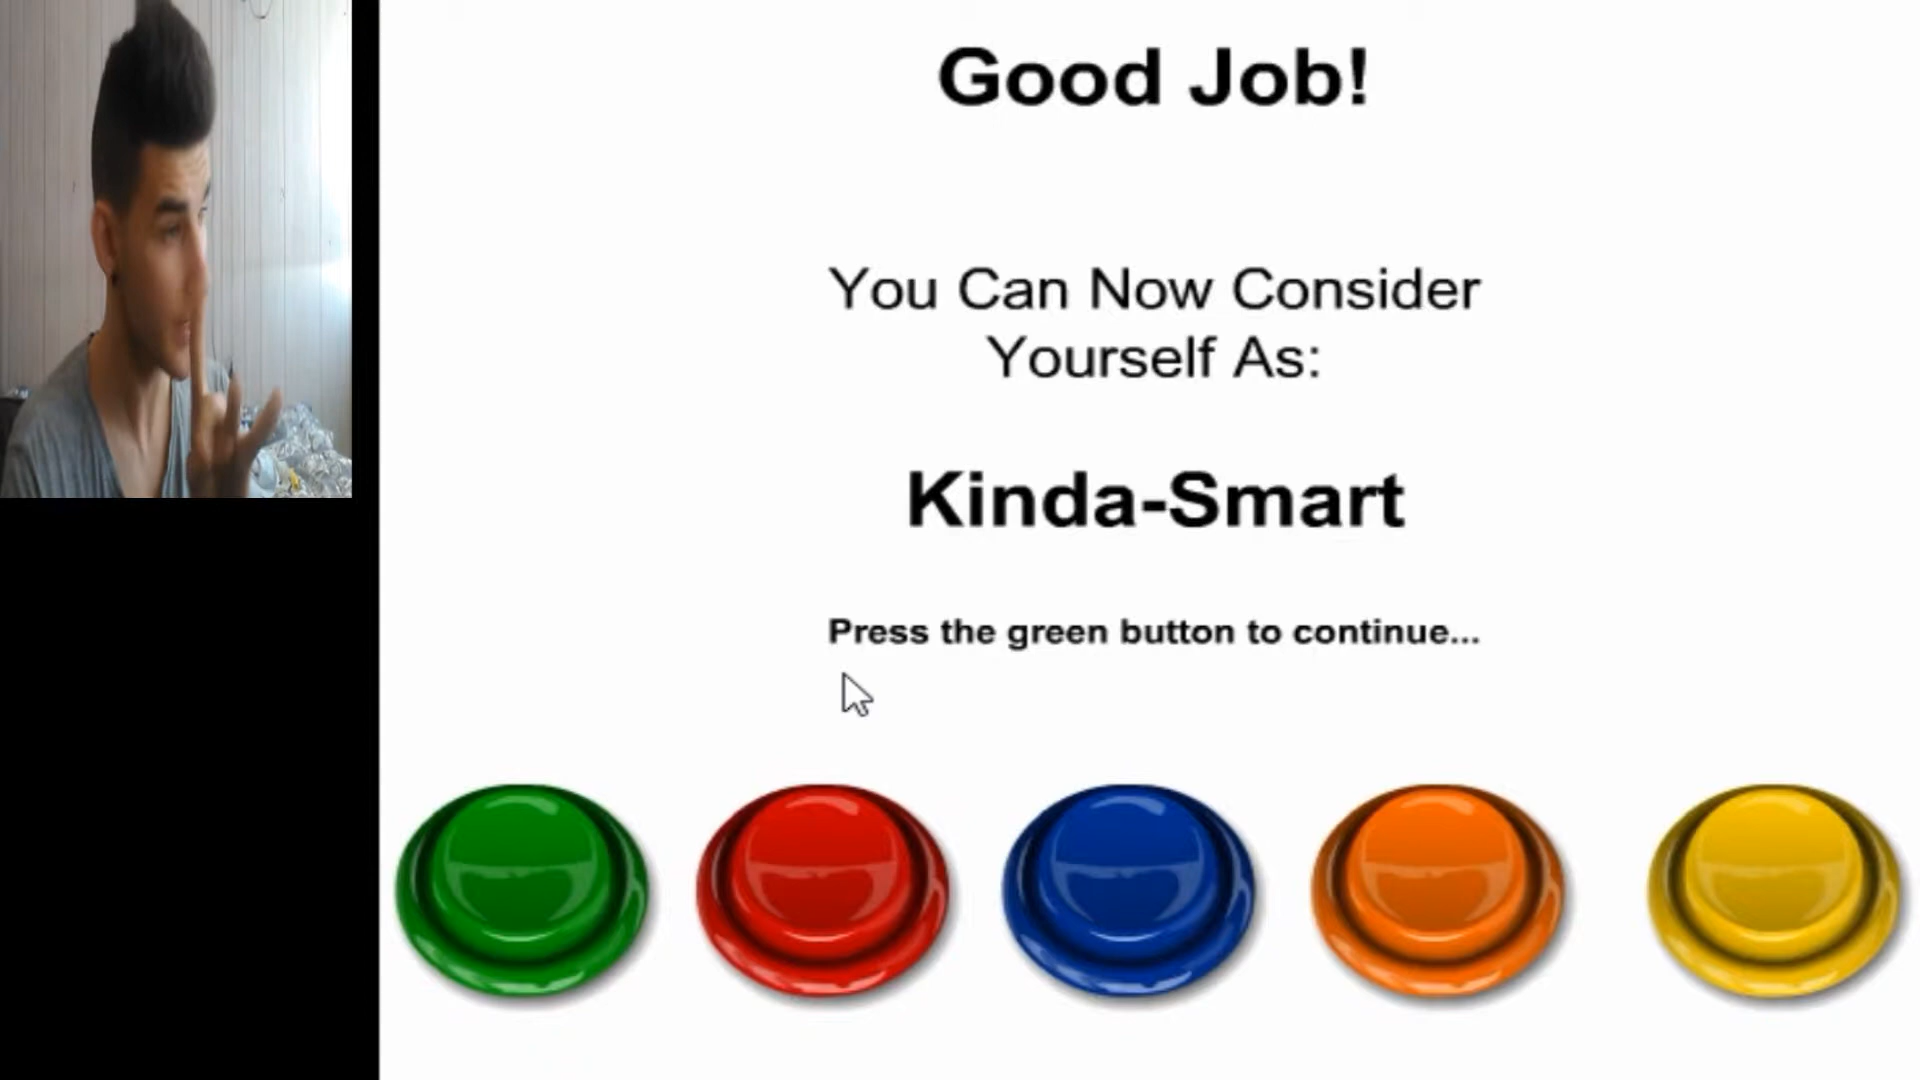 Good Job!
You Can Now Consider
Yourself As:
Kinda-Smart
Press the green button to continue...